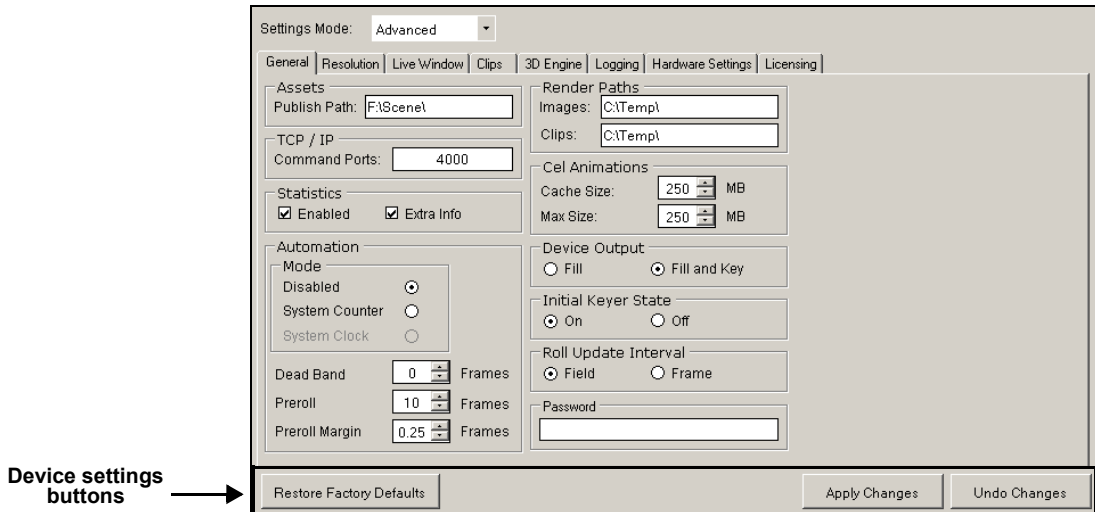 Settings Mode: Advanced
General Resolution Live Window Clips 3D Engine Logging Hardware Settings Licensing
Assets
Publish Path: F:\Scene\
TCP / IP
Command Ports: 4000
Statistics
Enabled Extra Info
Automation
Mode
Disabled
System Counter
System Clock
Dead Band 0 Frames
Preroll 10 Frames
Preroll Margin 0.25 Frames
Render Paths
Images: C:\Temp\
Clips: C:\Temp\
Cel Animations
Cache Size: 250 MB
Max Size: 250 MB
Device Output
Fill Fill and Key
Initial Keyer State
On Off
Roll Update Interval
Field Frame
Password
Device settings
buttons
Restore Factory Defaults Apply Changes Undo Changes